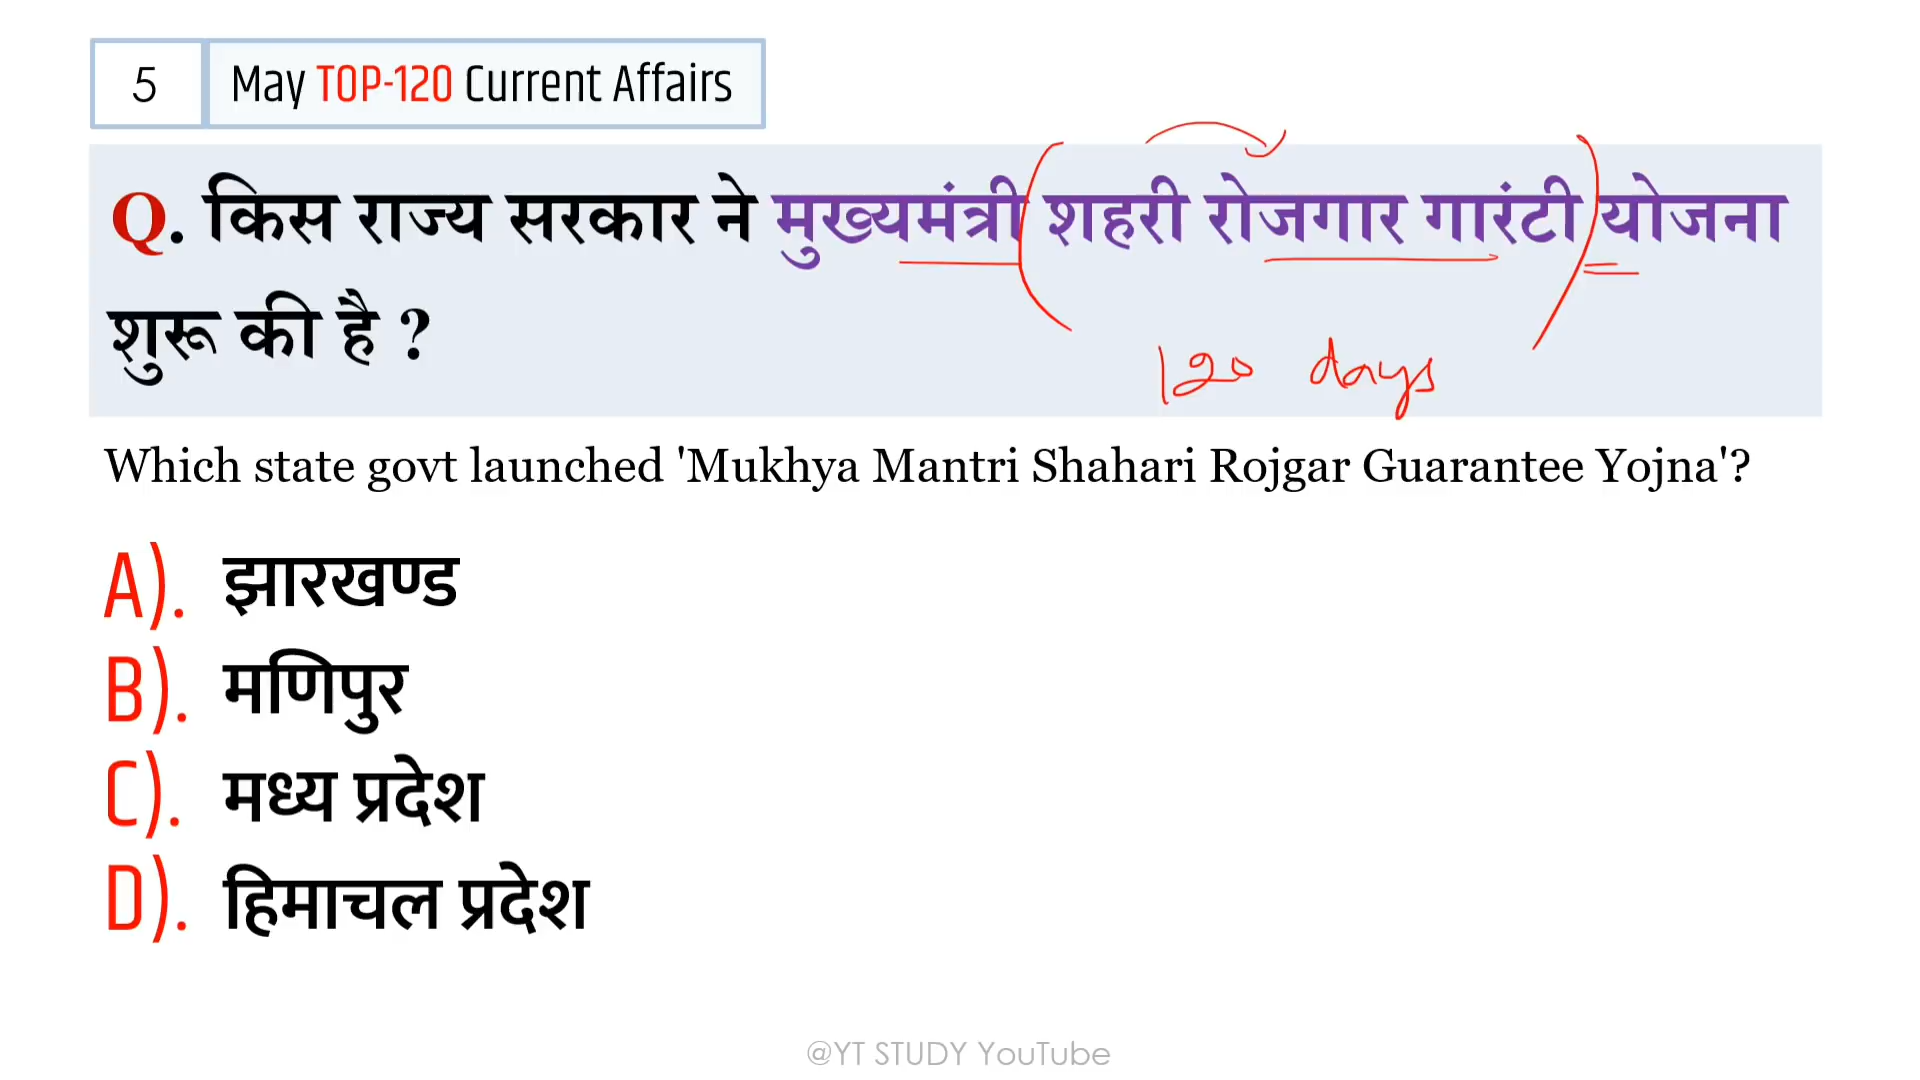 5
May TOP-120 Current Affairs
Q. किस राज्य सरकार ने मुख्यमंत्री शहरी रोजगार गारंटी योजना
शुरू की है ?
120 days
Which state govt launched 'Mukhya Mantri Shahari Rojgar Guarantee Yojna'?
A). झारखण्ड
B). मणिपुर
C). मध्य प्रदेश
D). हिमाचल प्रदेश
@YT STUDY YouTube